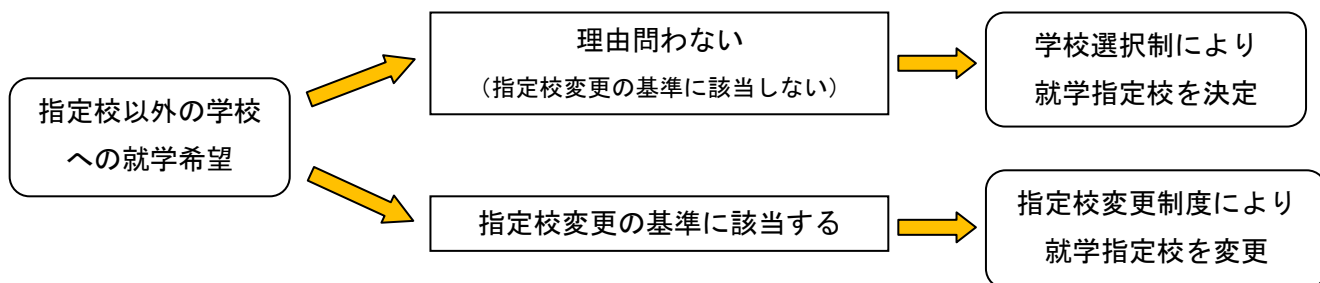 指定校以外の学校
への就学希望
理由問わない
（指定校変更の基準に該当しない）
学校選択制により
就学指定校を決定
指定校変更の基準に該当する
指定校変更制度により
就学指定校を変更